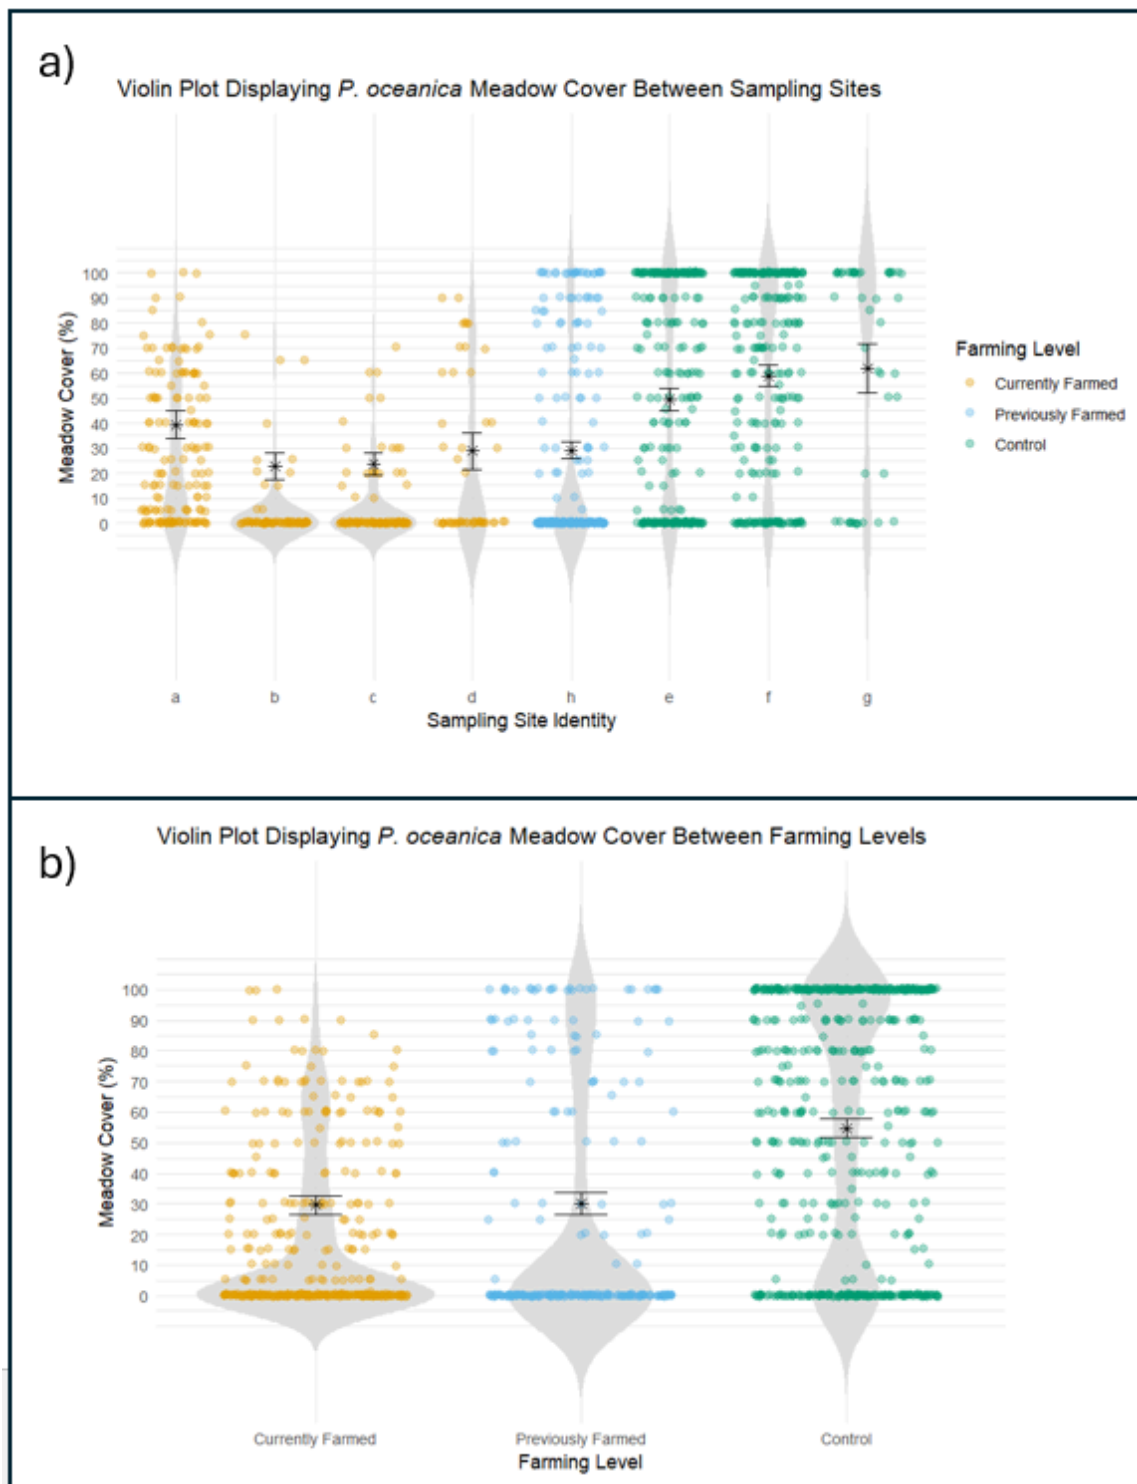 a)
Violin Plot Displaying P. oceanica Meadow Cover Between Sampling Sites
Meadow Cover (%)
100
90
80
70
60
50
40
30
20
10
0
a b c d h e f g
Sampling Site Identity
Farming Level
Currently Farmed
Previously Farmed
Control
b)
Violin Plot Displaying P. oceanica Meadow Cover Between Farming Levels
Meadow Cover (%)
100
90
80
70
60
50
40
30
20
10
0
Currently Farmed Previously Farmed Control
Farming Level